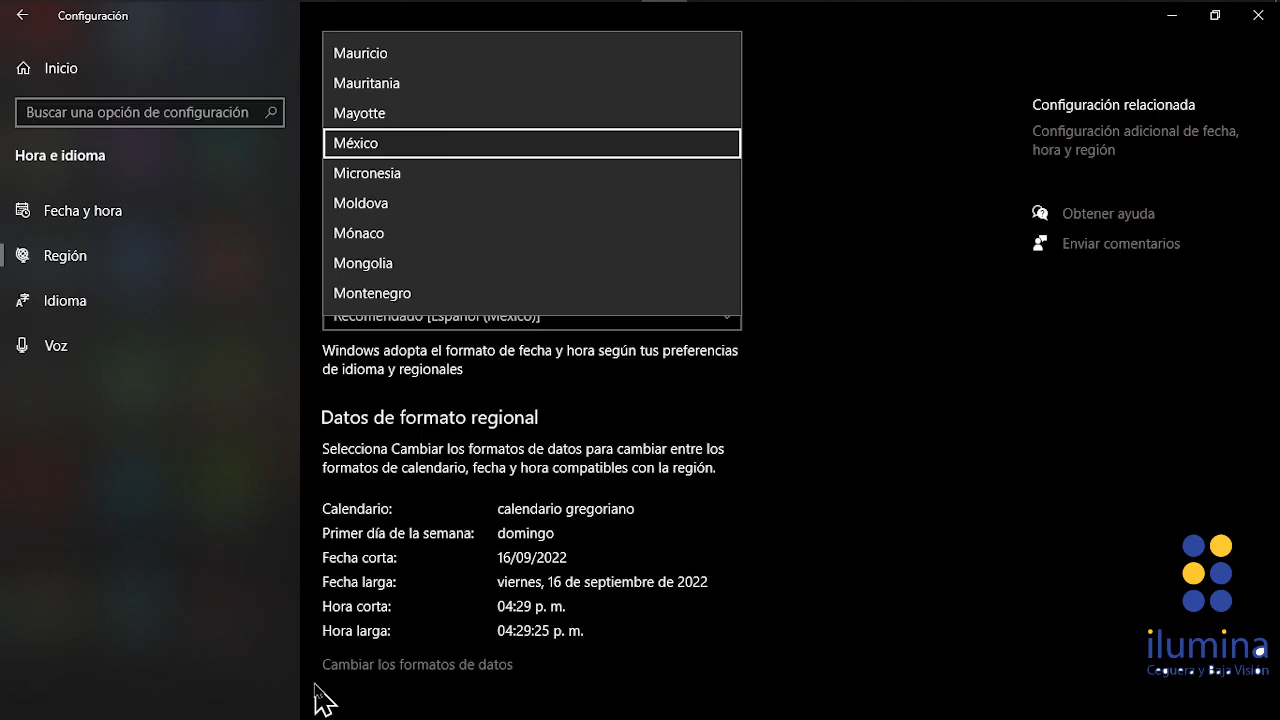 Configuración
Inicio
Buscar una opción de configuración
Hora e idioma
Fecha y hora
Región
Idioma
Voz
Mauricio
Mauritania
Mayotte
México
Micronesia
Moldova
Mónaco
Mongolia
Montenegro
Recomendado [Español (México)]
Windows adopta el formato de fecha y hora según tus preferencias
de idioma y regionales
Datos de formato regional
Selecciona Cambiar los formatos de datos para cambiar entre los
formatos de calendario, fecha y hora compatibles con la región.
Calendario: calendario gregoriano
Primer día de la semana: domingo
Fecha corta: 16/09/2022
Fecha larga: viernes, 16 de septiembre de 2022
Hora corta: 04:29 p. m.
Hora larga: 04:29:25 p. m.
Cambiar los formatos de datos
Configuración relacionada
Configuración adicional de fecha,
hora y región
Obtener ayuda
Enviar comentarios
ilumina
Ceguera y Baja Visión